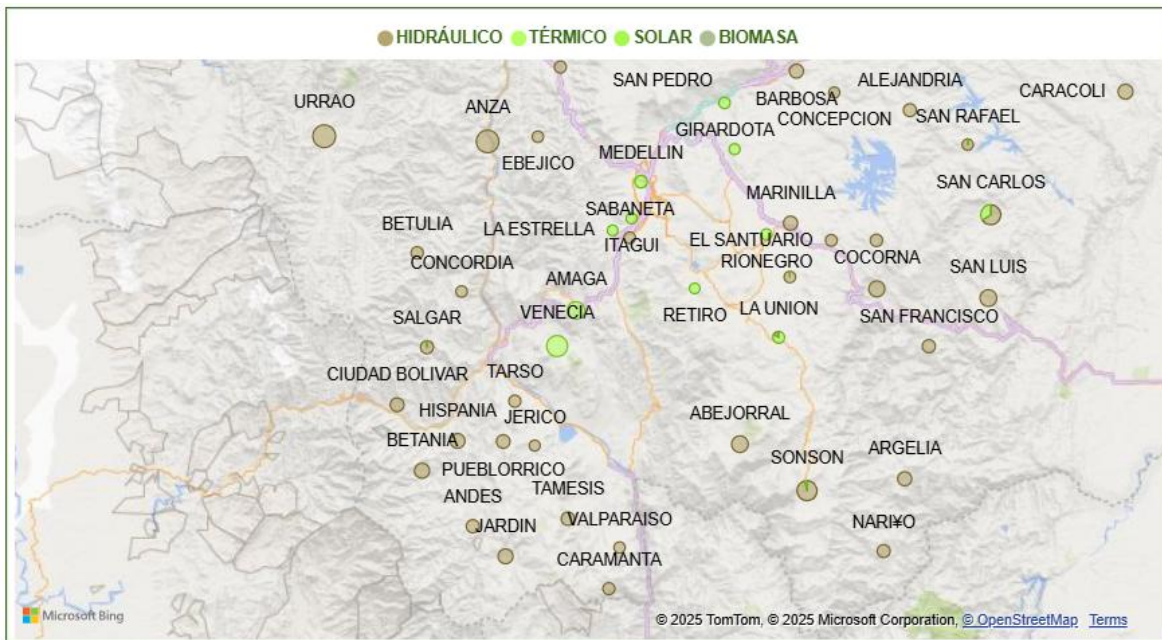 HIDRÁULICO TÉRMICO SOLAR BIOMASA
SAN PEDRO
ALEJANDRIA
URRAO
ANZA
BARBOSA
CARACOLI
CONCEPCION
SAN RAFAEL
GIRARDOTA
MEDELLIN
EBEJICO
SAN CARLOS
MARINILLA
SABANETA
BETULIA
LA ESTRELLA
EL SANTUARIO
ITAGUI
COCORNA
CONCORDIA
RIONEGRO
SAN LUIS
AMAGA
VENECIA
LA UNION
RETIRO
SALGAR
SAN FRANCISCO
TARSO
CIUDAD BOLIVAR
HISPANIA
JERICO
ABEJORRAL
BETANIA
ARGELIA
SONSON
PUEBLORRICO
TAMESIS
ANDES
VALPARAISO
JARDIN
NARI¥O
CARAMANTA
Microsoft Bing
© 2025 TomTom, © 2025 Microsoft Corporation, © OpenStreetMap Terms